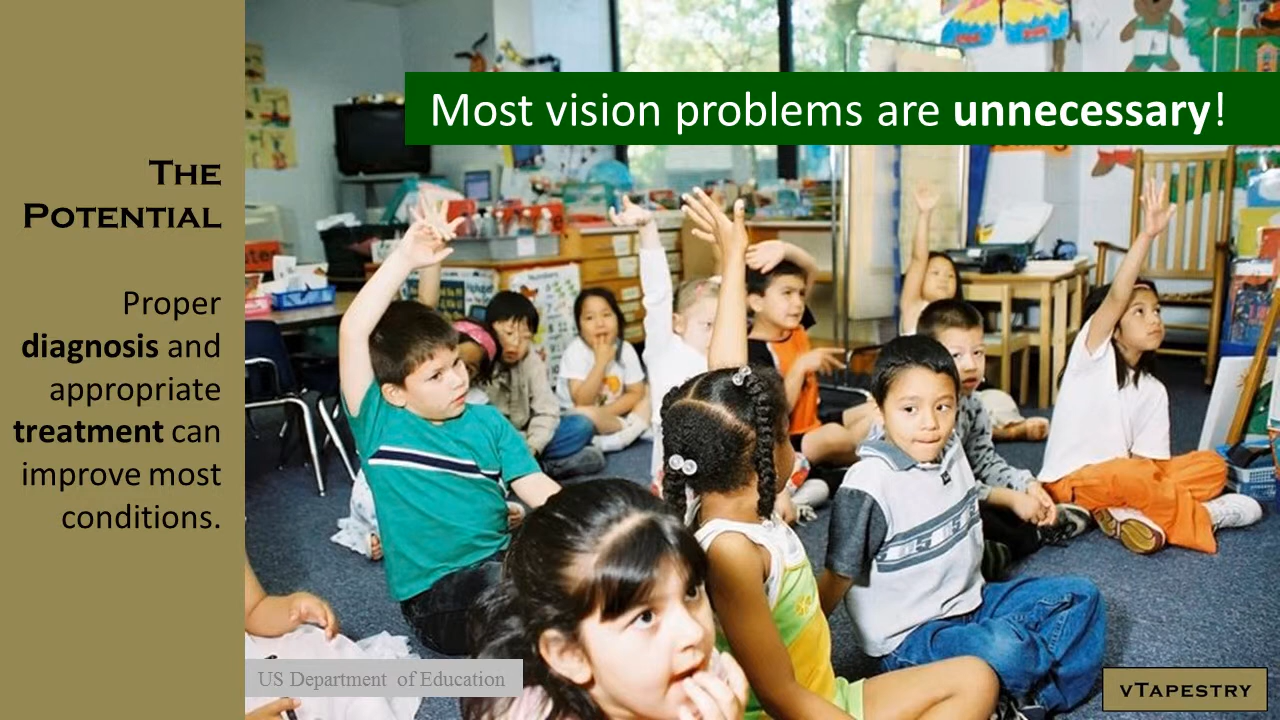 The
Potential
Proper
diagnosis and
appropriate
treatment can
improve most
conditions.
Most vision problems are unnecessary!
US Department of Education
vTapestry